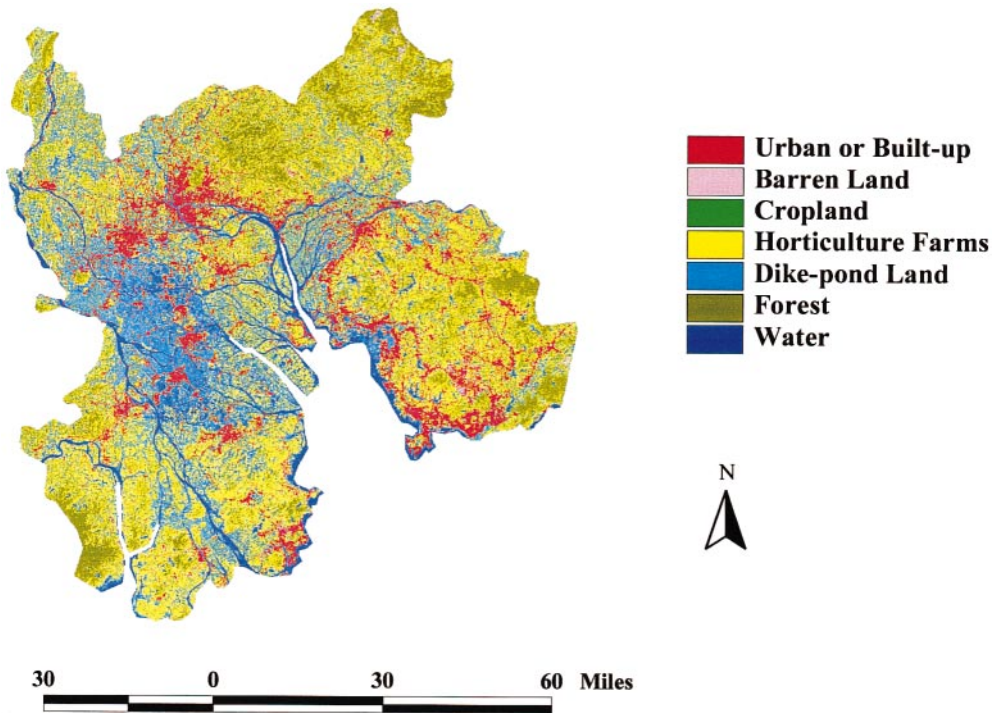 Urban or Built-up
Barren Land
Cropland
Horticulture Farms
Dike-pond Land
Forest
Water
N
30 0 30 60 Miles